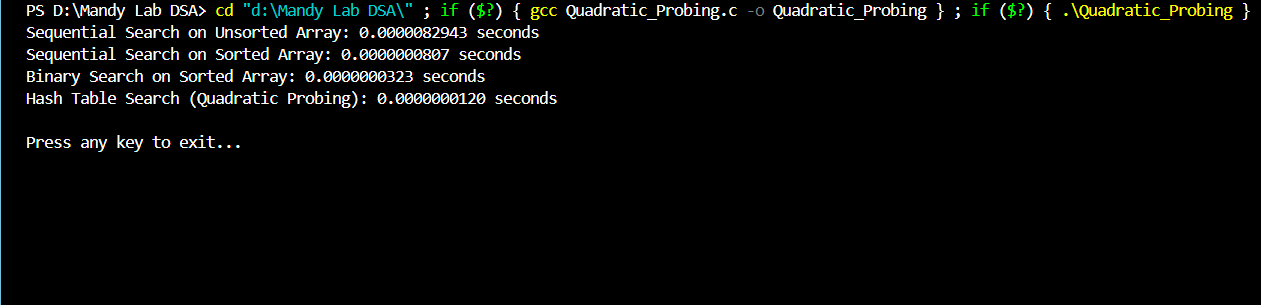 PS D:\Mandy Lab DSA> cd "d:\Mandy Lab DSA\" ; if ($?) { gcc Quadratic_Probing.c -o Quadratic_Probing } ; if ($?) { .\Quadratic_Probing }
Sequential Search on Unsorted Array: 0.0000082943 seconds
Sequential Search on Sorted Array: 0.0000000807 seconds
Binary Search on Sorted Array: 0.0000000323 seconds
Hash Table Search (Quadratic Probing): 0.0000000120 seconds
Press any key to exit...